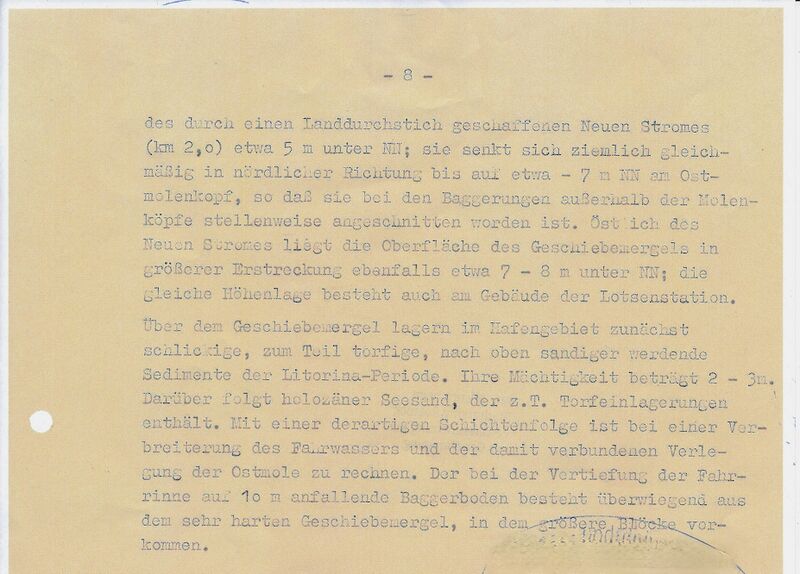 - 8 -
des durch einen Landdurchstich geschaffenen Neuen Stromes
(km 2,o) etwa 5 m unter NN; sie senkt sich ziemlich gleich-
mäßig in nördlicher Richtung bis auf etwa - 7 m NN am Ost-
molenkopf, so daß sie bei den Baggerungen außerhalb der Molen-
köpfe stellenweise angeschnitten worden ist. Öst ich des
Neuen Stromes liegt die Oberfläche des Geschiebemergels in
größerer Erstreckung ebenfalls etwa 7 - 8 m unter NN; die
gleiche Höhenlage besteht auch am Gebäude der Lotsenstation.
Über dem Geschiebemergel lagern im Hafengebiet zunächst
schlickige, zum Teil torfige, nach oben sandiger werdende
Sedimente der Litorina-Periode. Ihre Mächtigkeit beträgt 2 - 3m.
Darüber folgt holozäner Seesand, der z.T. Torfeinlagerungen
enthält. Mit einer derartigen Schichtenfolge ist bei einer Ver-
breiterung des Fahrwassers und der damit verbundenen Verle-
gung der Ostmole zu rechnen. Der bei der Vertiefung der Fahr-
rinne auf 1o m anfallende Baggerboden besteht überwiegend aus
dem sehr harten Geschiebemergel, in dem größere Blöcke vor-
kommen.